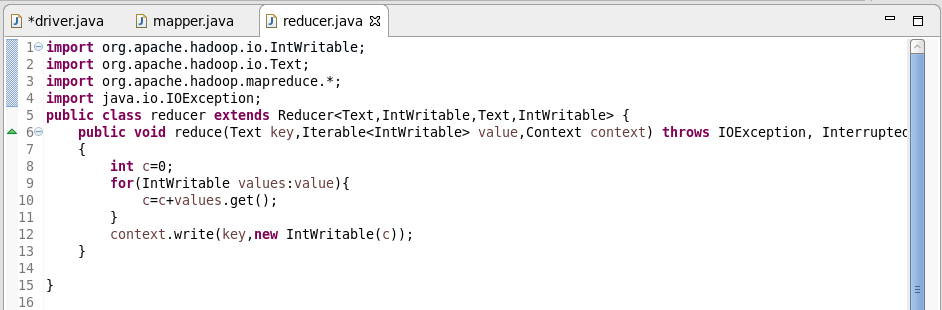 *driver.java mapper.java reducer.java
1 import org.apache.hadoop.io.IntWritable;
2 import org.apache.hadoop.io.Text;
3 import org.apache.hadoop.mapreduce.*;
4 import java.io.IOException;
5 public class reducer extends Reducer<Text,IntWritable,Text,IntWritable> {
6 public void reduce(Text key,Iterable<IntWritable> value,Context context) throws IOException, Interrupted
7 {
8 int c=0;
9 for(IntWritable values:value){
10 c=c+values.get();
11 }
12 context.write(key,new IntWritable(c));
13 }
14
15 }
16